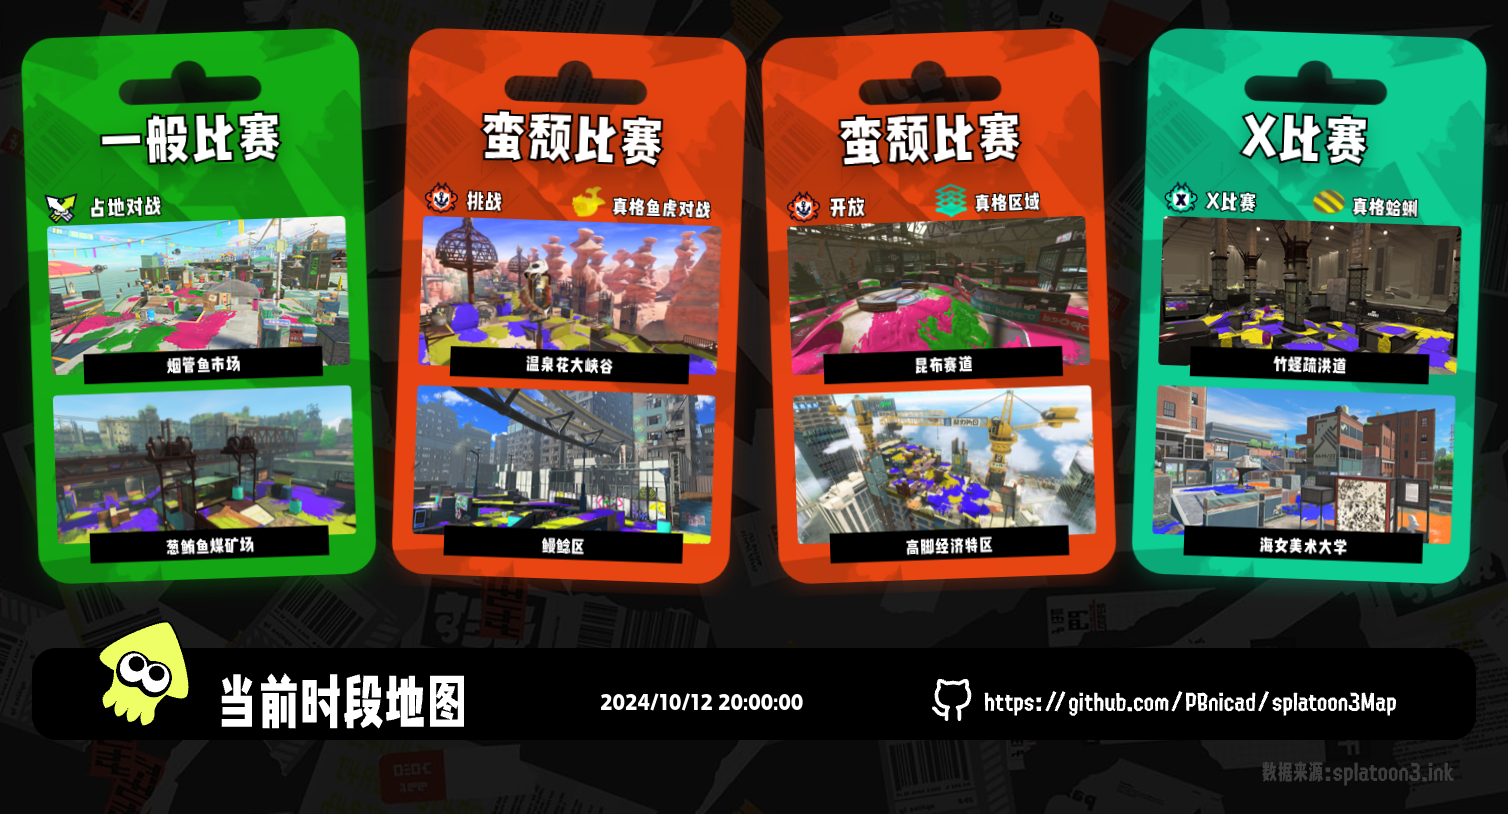 一般比赛
占地对战
烟管鱼市场
葱鲔鱼煤矿场
蛮颓比赛
挑战
真格鱼虎对战
温泉花大峡谷
鳗鲶区
蛮颓比赛
开放
真格区域
昆布赛道
高脚经济特区
X比赛
X比赛
真格蛤蜊
竹蛏疏洪道
海女美术大学
当前时段地图
2024/10/12 20:00:00
https://github.com/PBnicad/splatoon3Map
数据来源:splatoon3.ink